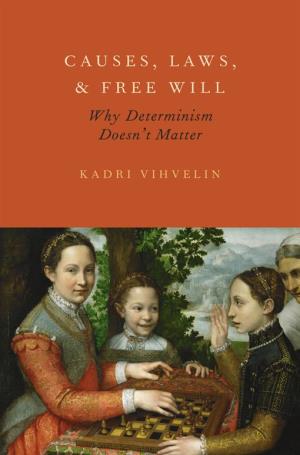 CAUSES, LAWS,
& FREE WILL
Why Determinism
Doesn't Matter
KADRI VIHVELIN